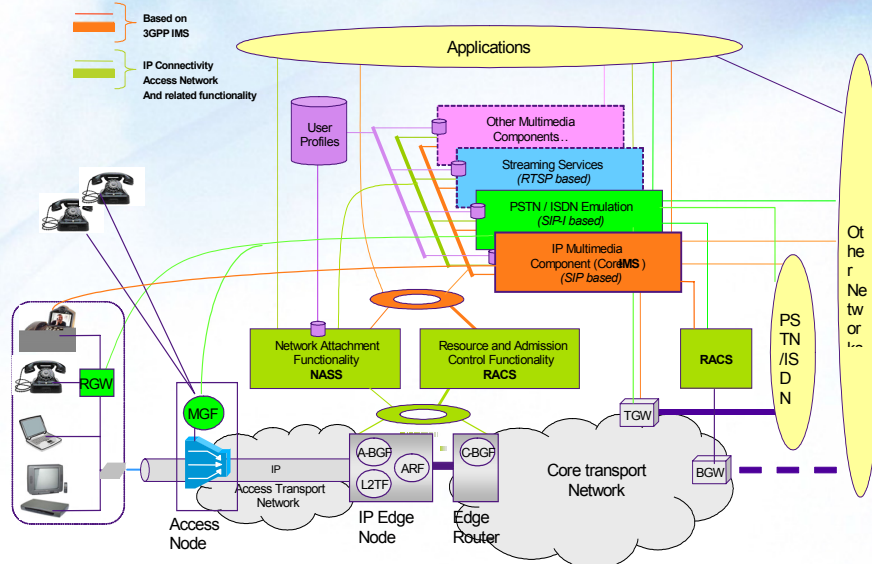 Based on
3GPP IMS
IP Connectivity
Access Network
And related functionality
Applications
User
Profiles
Other Multimedia
Components…
Streaming Services
(RTSP based)
PSTN / ISDN Emulation
(SIP-I based)
IP Multimedia
Component (Core IMS )
(SIP based)
Ot
he
r
Ne
tw
or
PS
TN
/IS
D
N
Network Attachment
Functionality
NASS
Resource and Admission
Control Functionality
RACS
RACS
RGW
MGF
TGW
A-BGF
ARF
L2TF
C-BGF
IP
Access Transport
Network
Core transport
Network
BGW
Access
Node
IP Edge
Node
Edge
Router